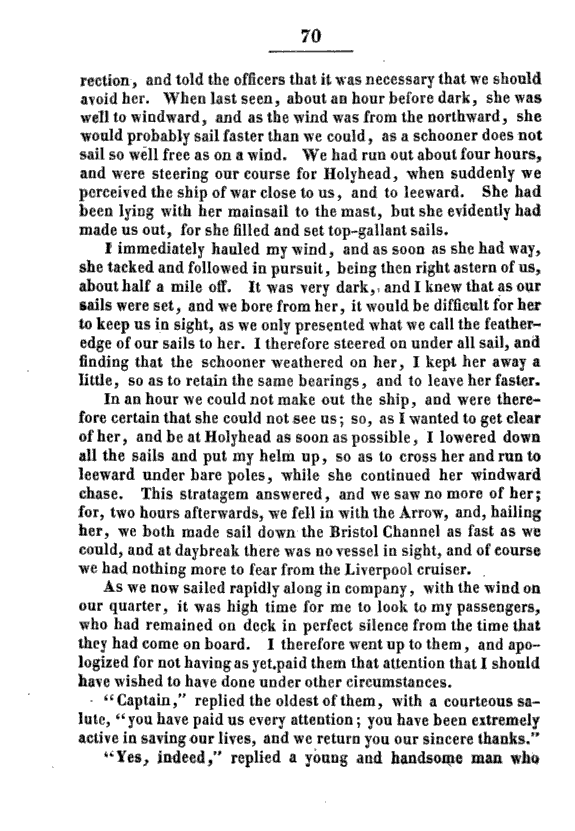 70
rection, and told the officers that it was necessary that we should
avoid her. When last seen, about an hour before dark, she was
well to windward, and as the wind was from the northward, she
would probably sail faster than we could, as a schooner does not
sail so well free as on a wind. We had run out about four hours,
and were steering our course for Holyhead, when suddenly we
perceived the ship of war close to us, and to leeward. She had
been lying with her mainsail to the mast, but she evidently had
made us out, for she filled and set top-gallant sails.
I immediately hauled my wind, and as soon as she had way,
she tacked and followed in pursuit, being then right astern of us,
about half a mile off. It was very dark, and I knew that as our
sails were set, and we bore from her, it would be difficult for her
to keep us in sight, as we only presented what we call the feather-
edge of our sails to her. I therefore steered on under all sail, and
finding that the schooner weathered on her, I kept her away a
little, so as to retain the same bearings, and to leave her faster.
In an hour we could not make out the ship, and were there-
fore certain that she could not see us; so, as I wanted to get clear
of her, and be at Holyhead as soon as possible, I lowered down
all the sails and put my helm up, so as to cross her and run to
leeward under bare poles, while she continued her windward
chase. This stratagem answered, and we saw no more of her;
for, two hours afterwards, we fell in with the Arrow, and, hailing
her, we both made sail down the Bristol Channel as fast as we
could, and at daybreak there was no vessel in sight, and of course
we had nothing more to fear from the Liverpool cruiser.
As we now sailed rapidly along in company, with the wind on
our quarter, it was high time for me to look to my passengers,
who had remained on deck in perfect silence from the time that
they had come on board. I therefore went up to them, and apo-
logized for not having as yet paid them that attention that I should
have wished to have done under other circumstances.
"Captain," replied the oldest of them, with a courteous sa-
lute, "you have paid us every attention; you have been extremely
active in saving our lives, and we return you our sincere thanks."
"Yes, indeed," replied a young and handsome man who